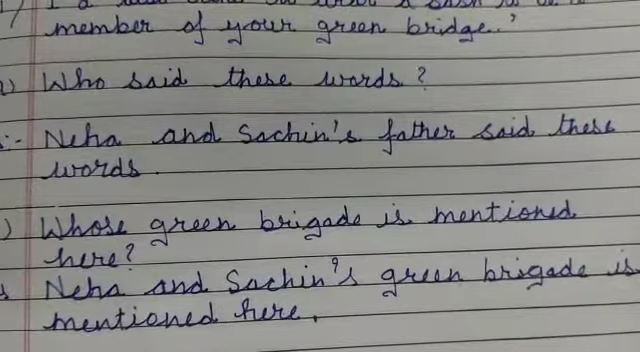 member of your green bridge.'
Who said these words?
:- Neha and Sachin's father said these
words.
) Whose green brigade is mentioned
here?
s Neha and Sachin's green brigade is
mentioned here.